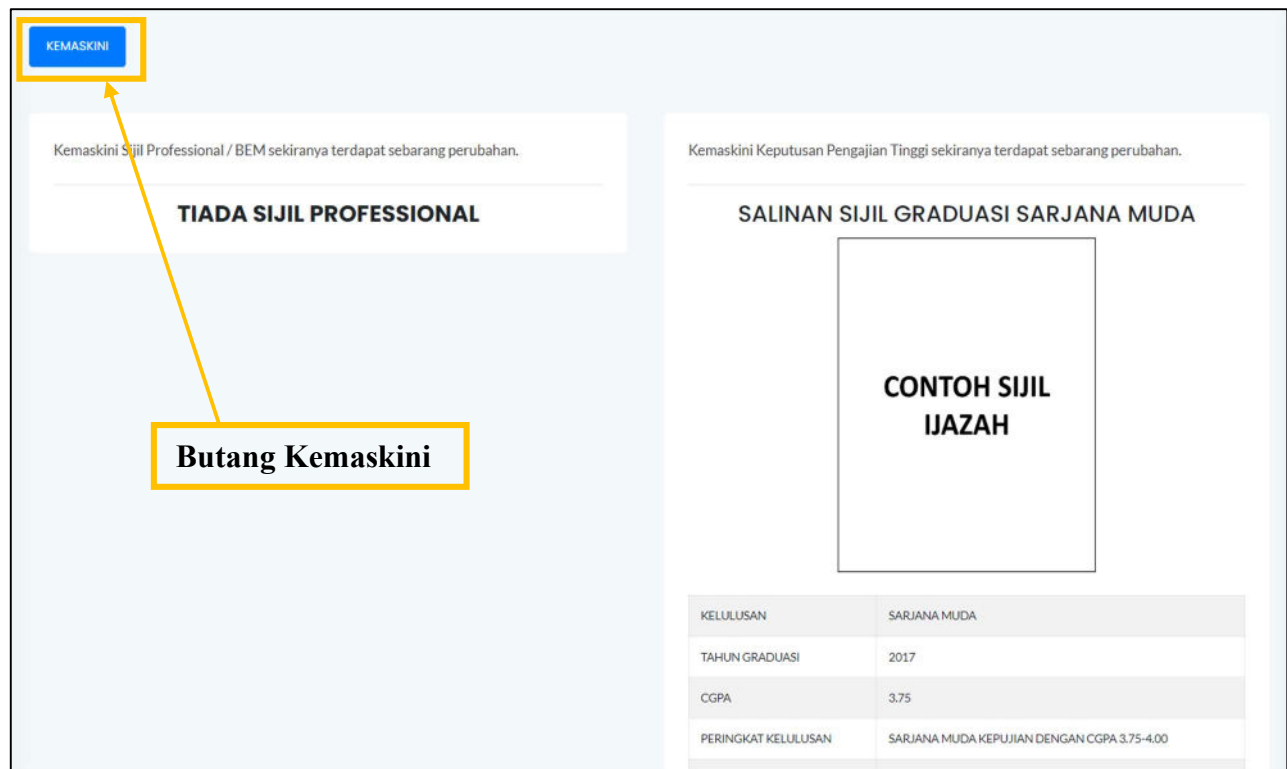 KEMASKINI
Kemaskini Sijil Professional / BEM sekiranya terdapat sebarang perubahan.
TIADA SIJIL PROFESSIONAL
Butang Kemaskini
Kemaskini Keputusan Pengajian Tinggi sekiranya terdapat sebarang perubahan.
SALINAN SIJIL GRADUASI SARJANA MUDA
CONTOH SIJIL
IJAZAH
KELULUSAN SARJANA MUDA
TAHUN GRADUASI 2017
CGPA 3.75
PERINGKAT KELULUSAN SARJANA MUDA KEPUJIAN DENGAN CGPA 3.75-4.00